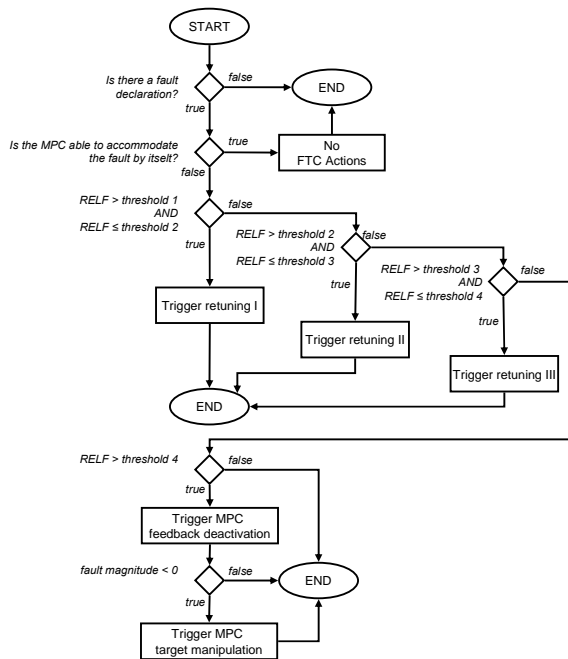 START
Is there a fault
declaration?
false
true
END
Is the MPC able to accommodate
the fault by itself?
true
false
No
FTC Actions
RELF > threshold 1
AND
RELF ≤ threshold 2
false
true
RELF > threshold 2
AND
RELF ≤ threshold 3
false
true
RELF > threshold 3
AND
RELF ≤ threshold 4
false
true
Trigger retuning I
Trigger retuning II
Trigger retuning III
END
RELF > threshold 4
false
true
Trigger MPC
feedback deactivation
fault magnitude < 0
false
true
END
Trigger MPC
target manipulation